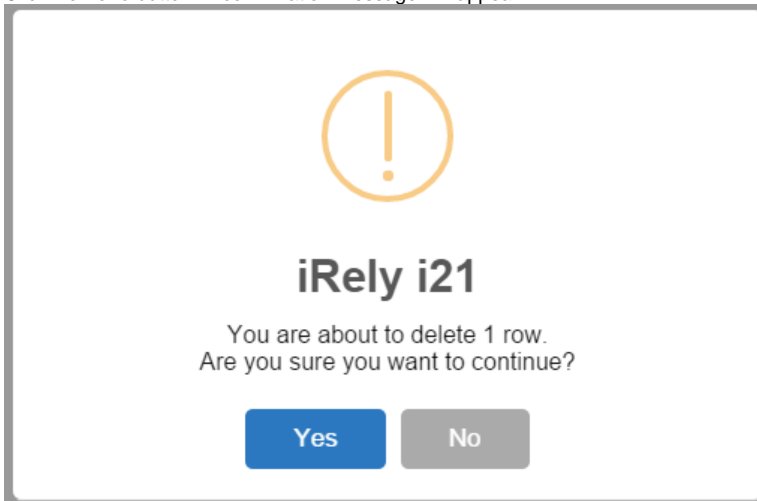 iRely i21
You are about to delete 1 row.
Are you sure you want to continue?
Yes
No